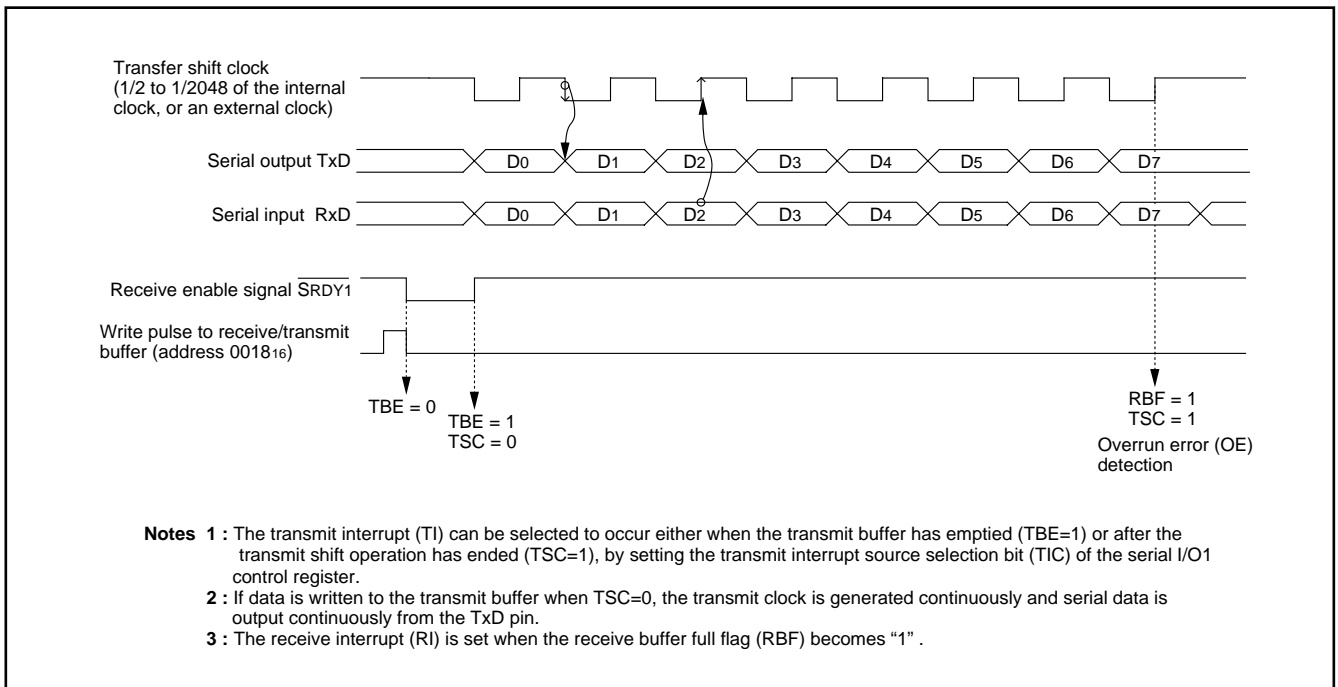 Transfer shift clock
(1/2 to 1/2048 of the internal
clock, or an external clock)
Serial output TxD
D0 D1 D2 D3 D4 D5 D6 D7
Serial input RxD
D0 D1 D2 D3 D4 D5 D6 D7
Receive enable signal S̅R̅D̅Y̅1̅
Write pulse to receive/transmit
buffer (address 001816)
TBE = 0
TBE = 1
TSC = 0
RBF = 1
TSC = 1
Overrun error (OE)
detection
Notes 1 : The transmit interrupt (TI) can be selected to occur either when the transmit buffer has emptied (TBE=1) or after the
transmit shift operation has ended (TSC=1), by setting the transmit interrupt source selection bit (TIC) of the serial I/O1
control register.
2 : If data is written to the transmit buffer when TSC=0, the transmit clock is generated continuously and serial data is
output continuously from the TxD pin.
3 : The receive interrupt (RI) is set when the receive buffer full flag (RBF) becomes “1” .